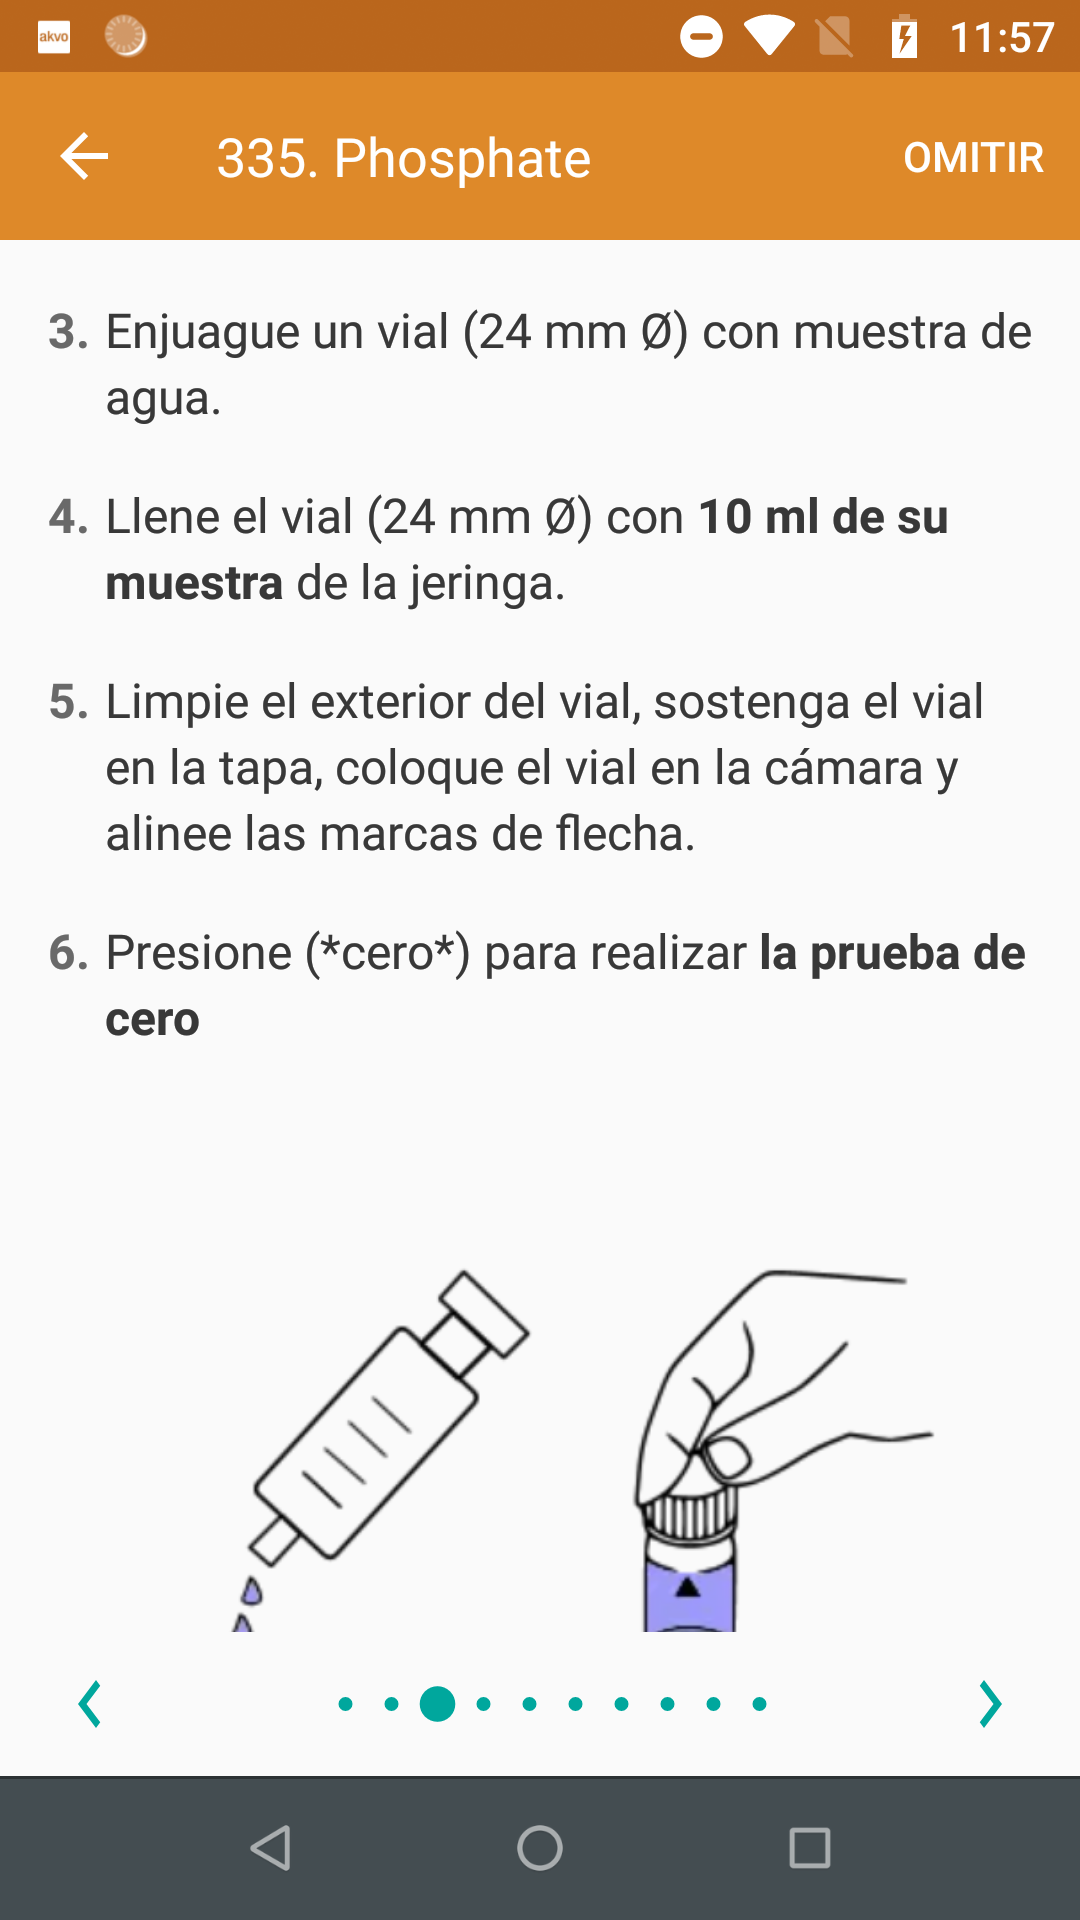 akvo
11:57
335. Phosphate
OMITIR
3. Enjuague un vial (24 mm Ø) con muestra de
agua.
4. Llene el vial (24 mm Ø) con 10 ml de su
muestra de la jeringa.
5. Limpie el exterior del vial, sostenga el vial
en la tapa, coloque el vial en la cámara y
alinee las marcas de flecha.
6. Presione (*cero*) para realizar la prueba de
cero